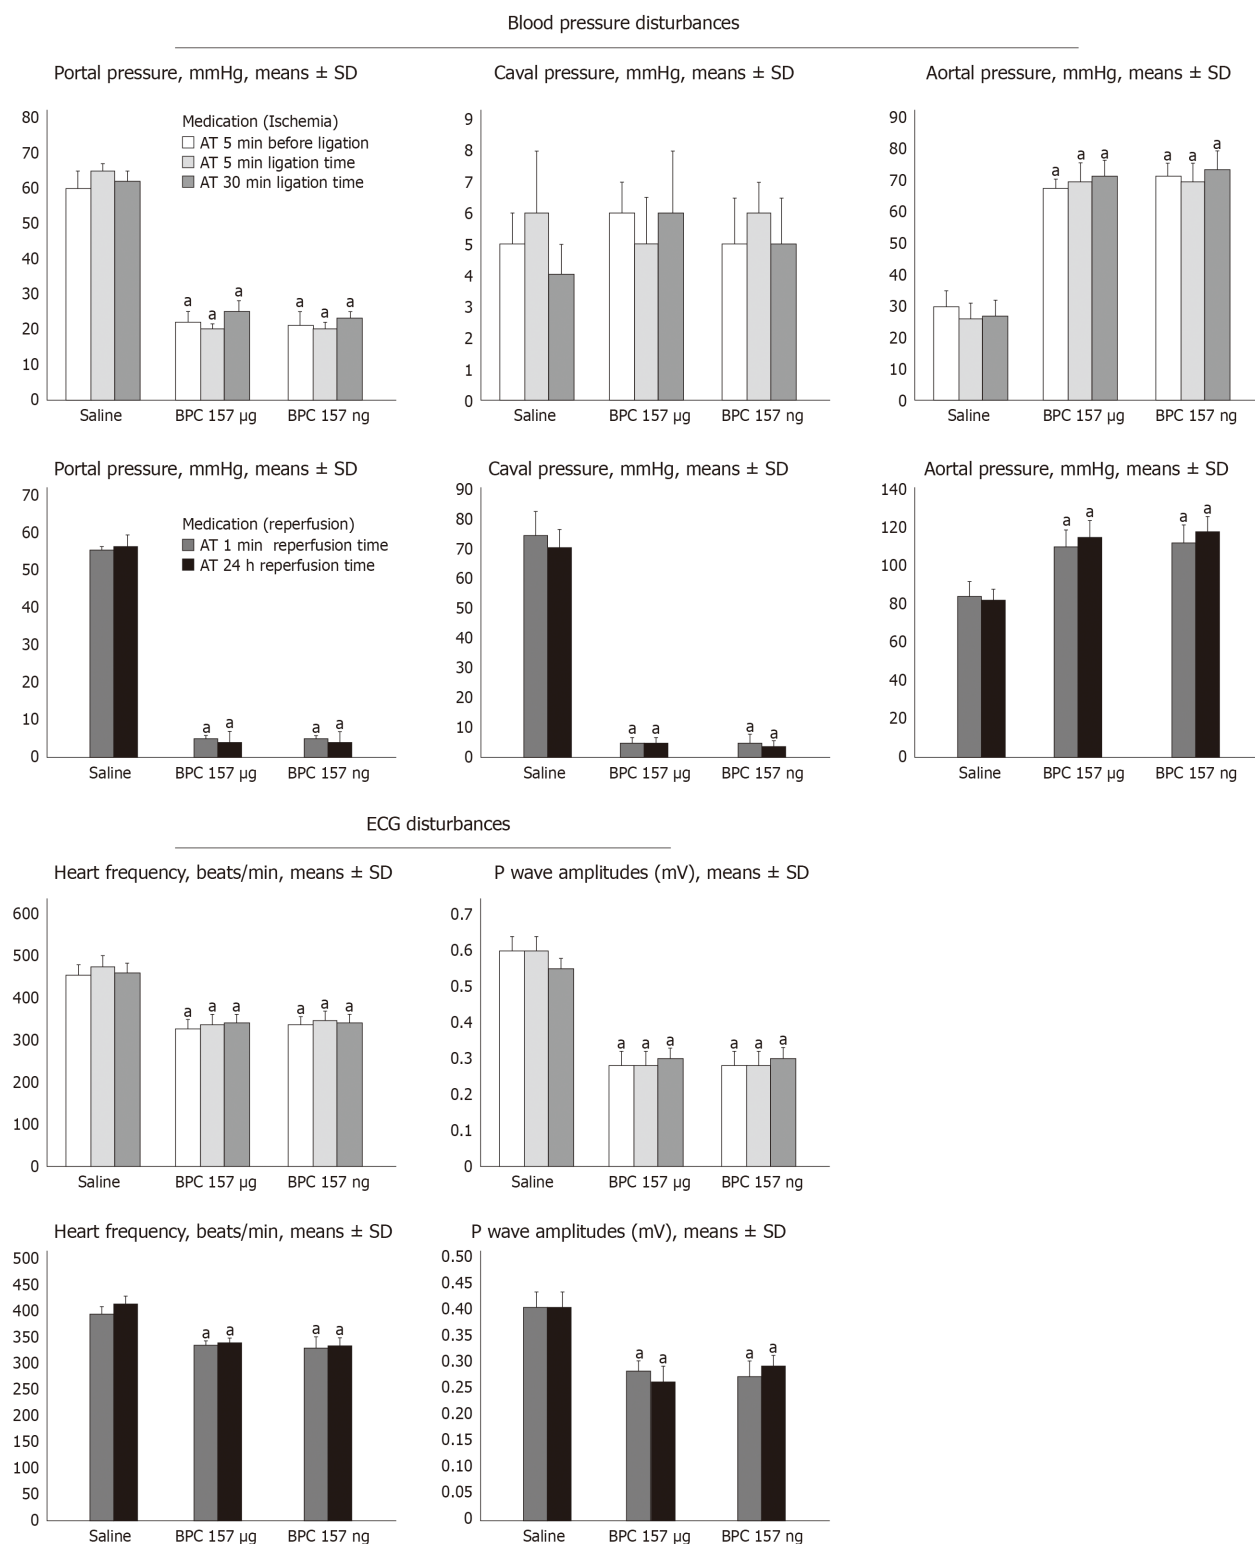 Blood pressure disturbances
Portal pressure, mmHg, means ± SD
80
70
60
50
40
30
20
10
0
Medication (Ischemia)
AT 5 min before ligation
AT 5 min ligation time
AT 30 min ligation time
a
a
a
a
a
a
Saline
BPC 157 µg
BPC 157 ng
Caval pressure, mmHg, means ± SD
9
8
7
6
5
4
3
2
1
0
Saline
BPC 157 µg
BPC 157 ng
Aortal pressure, mmHg, means ± SD
90
80
70
60
50
40
30
20
10
0
a
a
a
a
a
a
Saline
BPC 157 µg
BPC 157 ng
Portal pressure, mmHg, means ± SD
70
60
50
40
30
20
10
0
Medication (reperfusion)
AT 1 min reperfusion time
AT 24 h reperfusion time
a
a
a
a
Saline
BPC 157 µg
BPC 157 ng
Caval pressure, mmHg, means ± SD
90
80
70
60
50
40
30
20
10
0
a
a
a
a
Saline
BPC 157 µg
BPC 157 ng
Aortal pressure, mmHg, means ± SD
140
120
100
80
60
40
20
0
a
a
a
a
Saline
BPC 157 µg
BPC 157 ng
ECG disturbances
Heart frequency, beats/min, means ± SD
600
500
400
300
200
100
0
a
a
a
a
a
a
Saline
BPC 157 µg
BPC 157 ng
P wave amplitudes (mV), means ± SD
0.7
0.6
0.5
0.4
0.3
0.2
0.1
0
a
a
a
a
a
a
Saline
BPC 157 µg
BPC 157 ng
Heart frequency, beats/min, means ± SD
500
450
400
350
300
250
200
150
100
50
0
a
a
a
a
Saline
BPC 157 µg
BPC 157 ng
P wave amplitudes (mV), means ± SD
0.50
0.45
0.40
0.35
0.30
0.25
0.20
0.15
0.10
0.05
0
a
a
a
a
Saline
BPC 157 µg
BPC 157 ng